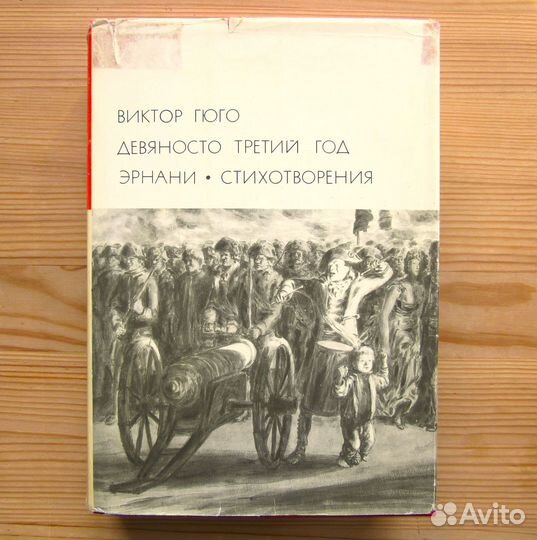 ВИКТОР ГЮГО
ДЕВЯНОСТО ТРЕТИЙ ГОД
ЭРНАНИ • СТИХОТВОРЕНИЯ
Avito